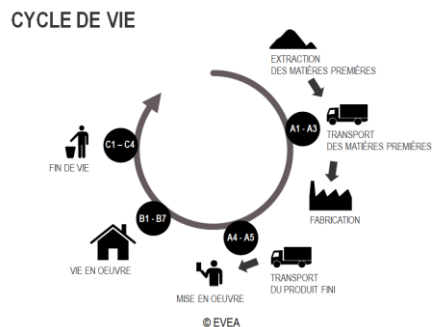 CYCLE DE VIE
EXTRACTION
DES MATIÈRES PREMIÈRES
A1 - A3
TRANSPORT
DES MATIÈRES PREMIÈRES
FABRICATION
A4 - A5
TRANSPORT
DU PRODUIT FINI
MISE EN OEUVRE
B1 - B7
VIE EN OEUVRE
C1 – C4
FIN DE VIE
© EVEA